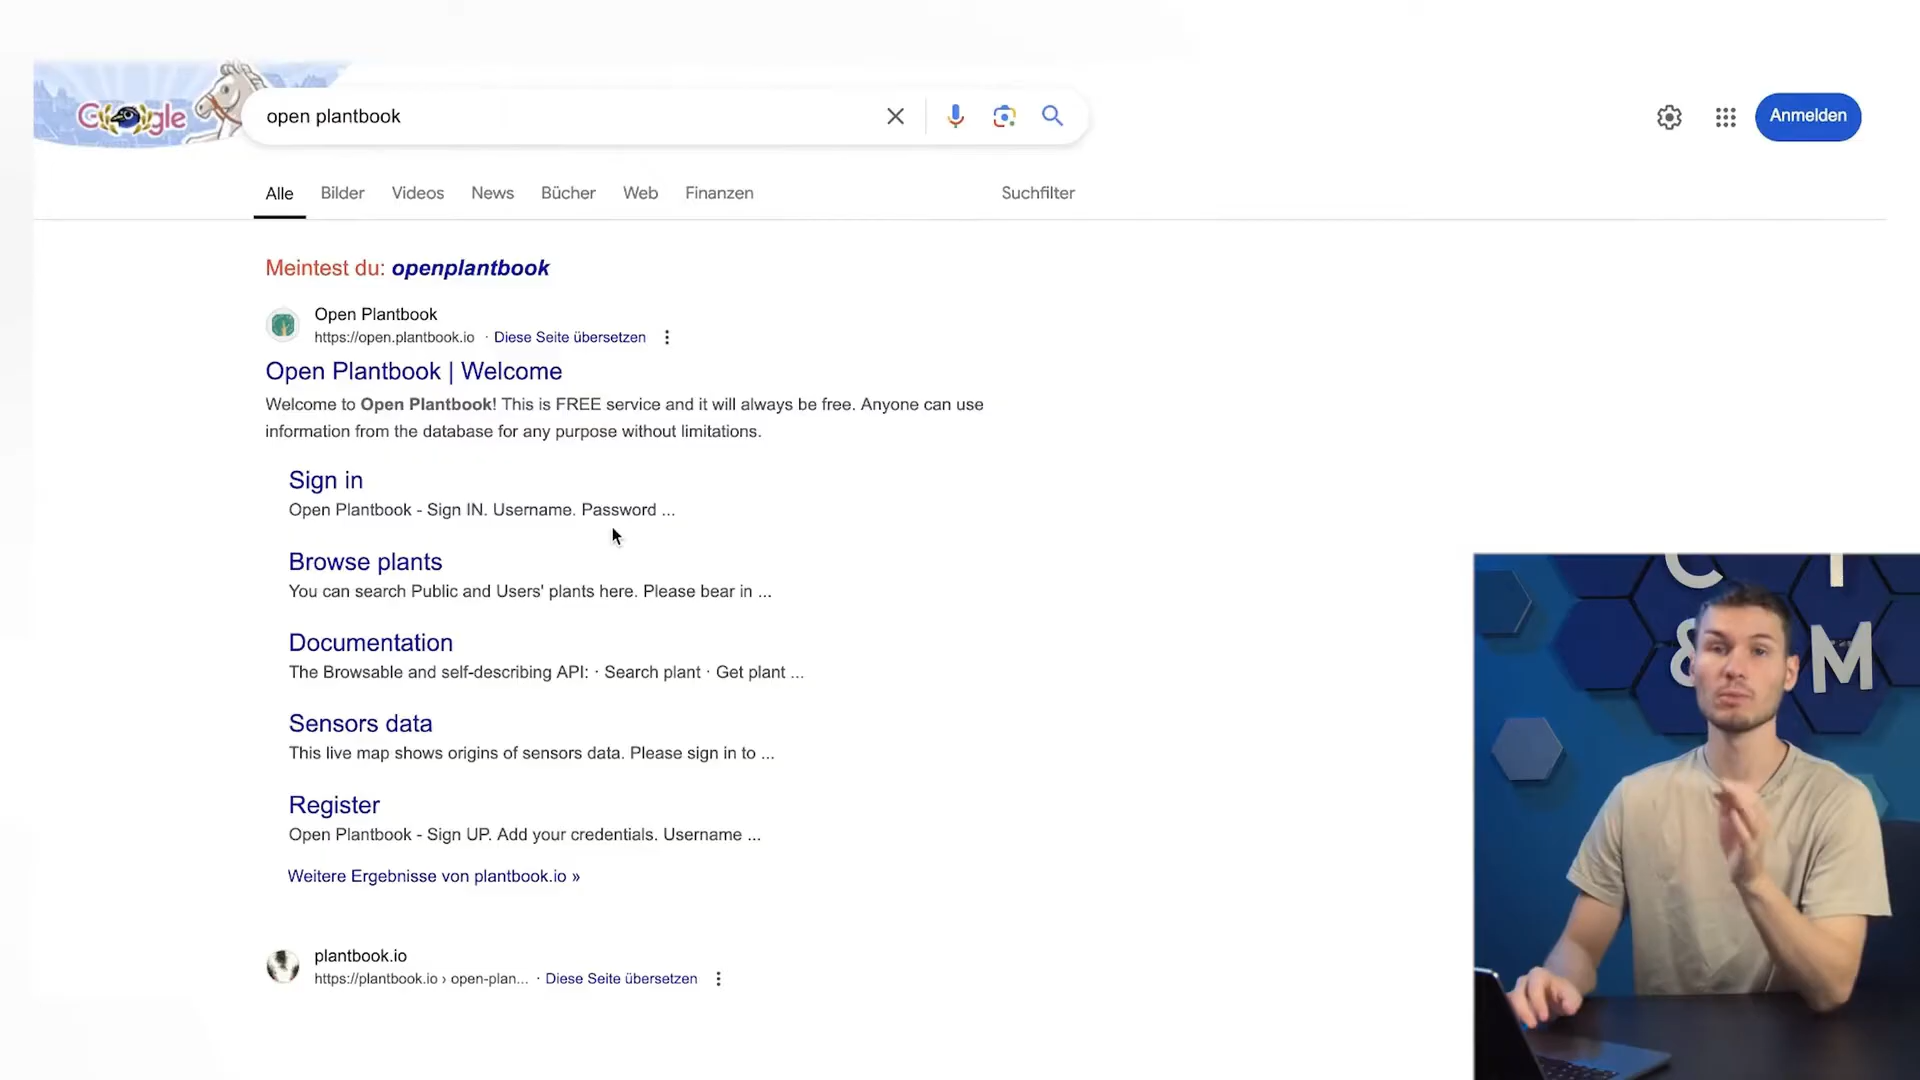 Google
open plantbook
Anmelden
Alle
Bilder
Videos
News
Bücher
Web
Finanzen
Suchfilter
Meintest du: openplantbook
Open Plantbook
https://open.plantbook.io · Diese Seite übersetzen
Open Plantbook | Welcome
Welcome to Open Plantbook! This is FREE service and it will always be free. Anyone can use
information from the database for any purpose without limitations.
Sign in
Open Plantbook - Sign IN. Username. Password ...
Browse plants
You can search Public and Users' plants here. Please bear in ...
Documentation
The Browsable and self-describing API: · Search plant · Get plant ...
Sensors data
This live map shows origins of sensors data. Please sign in to ...
Register
Open Plantbook - Sign UP. Add your credentials. Username ...
Weitere Ergebnisse von plantbook.io »
plantbook.io
https://plantbook.io › open-plan... · Diese Seite übersetzen
& M